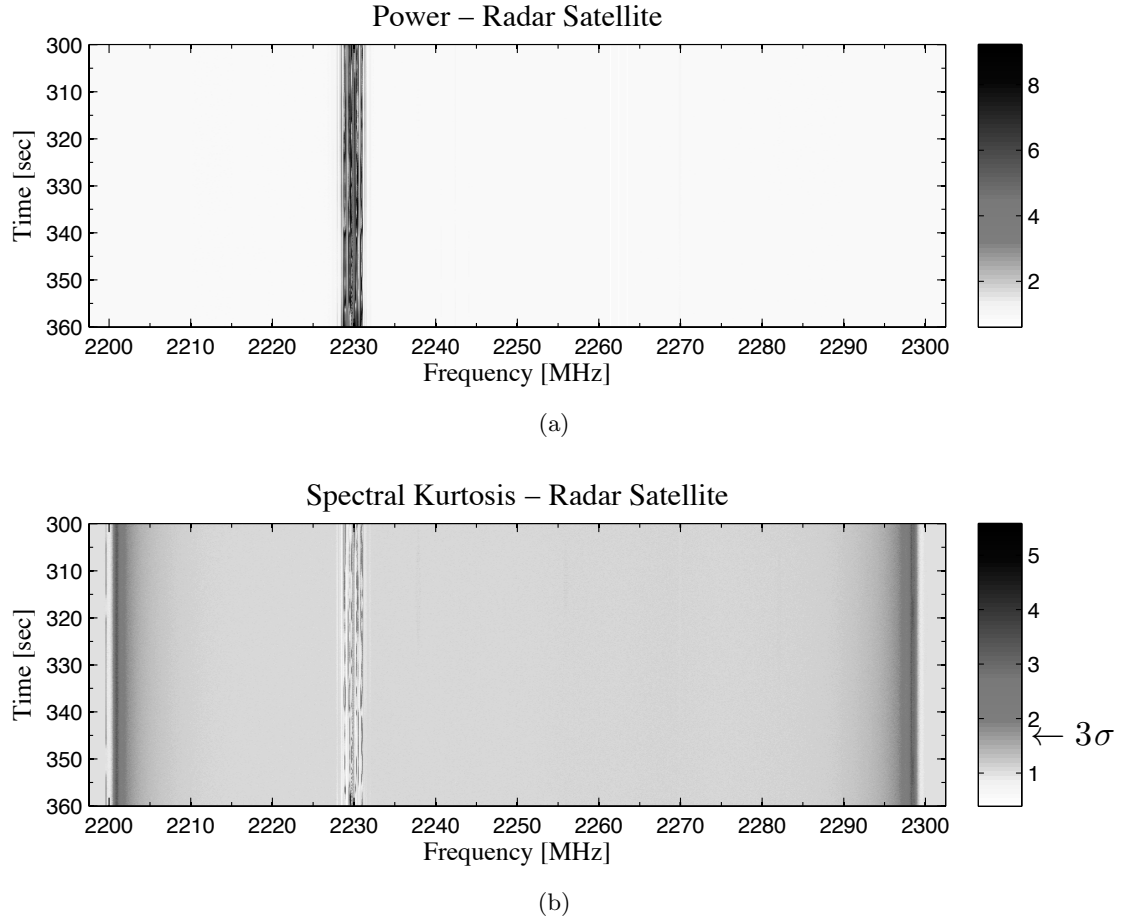 Power – Radar Satellite
300
310
320
330
340
350
360
Time [sec]
2200 2210 2220 2230 2240 2250 2260 2270 2280 2290 2300
Frequency [MHz]
8
6
4
2
(a)
Spectral Kurtosis – Radar Satellite
300
310
320
330
340
350
360
Time [sec]
2200 2210 2220 2230 2240 2250 2260 2270 2280 2290 2300
Frequency [MHz]
5
4
3
2
← 3σ
1
(b)